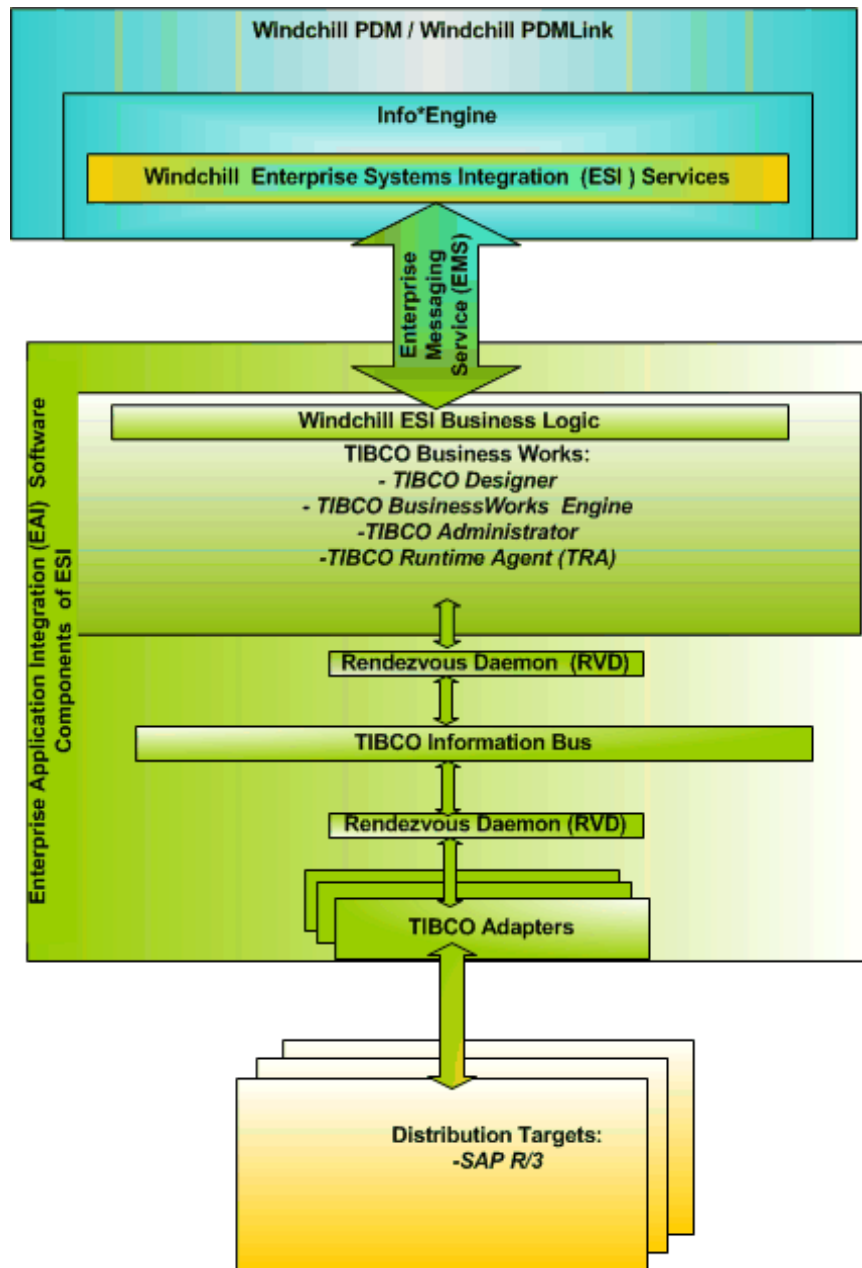 Windchill PDM / Windchill PDMLink
Info*Engine
Windchill Enterprise Systems Integration (ESI ) Services
Enterprise
Messaging
Service (EMS)
Enterprise Application Integration (EAI) Software
Components of ESI
Windchill ESI Business Logic
TIBCO Business Works:
- TIBCO Designer
- TIBCO BusinessWorks Engine
-TIBCO Administrator
-TIBCO Runtime Agent (TRA)
Rendezvous Daemon (RVD)
TIBCO Information Bus
Rendezvous Daemon (RVD)
TIBCO Adapters
Distribution Targets:
-SAP R/3